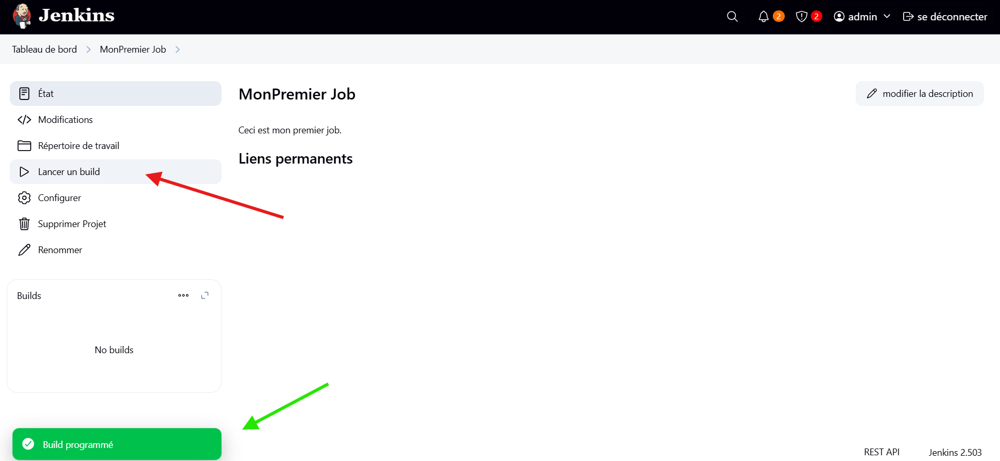 Jenkins
2
2
admin
se déconnecter
Tableau de bord
MonPremier Job
État
Modifications
Répertoire de travail
Lancer un build
Configurer
Supprimer Projet
Renommer
MonPremier Job
modifier la description
Ceci est mon premier job.
Liens permanents
Builds
No builds
Build programmé
REST API
Jenkins 2.503